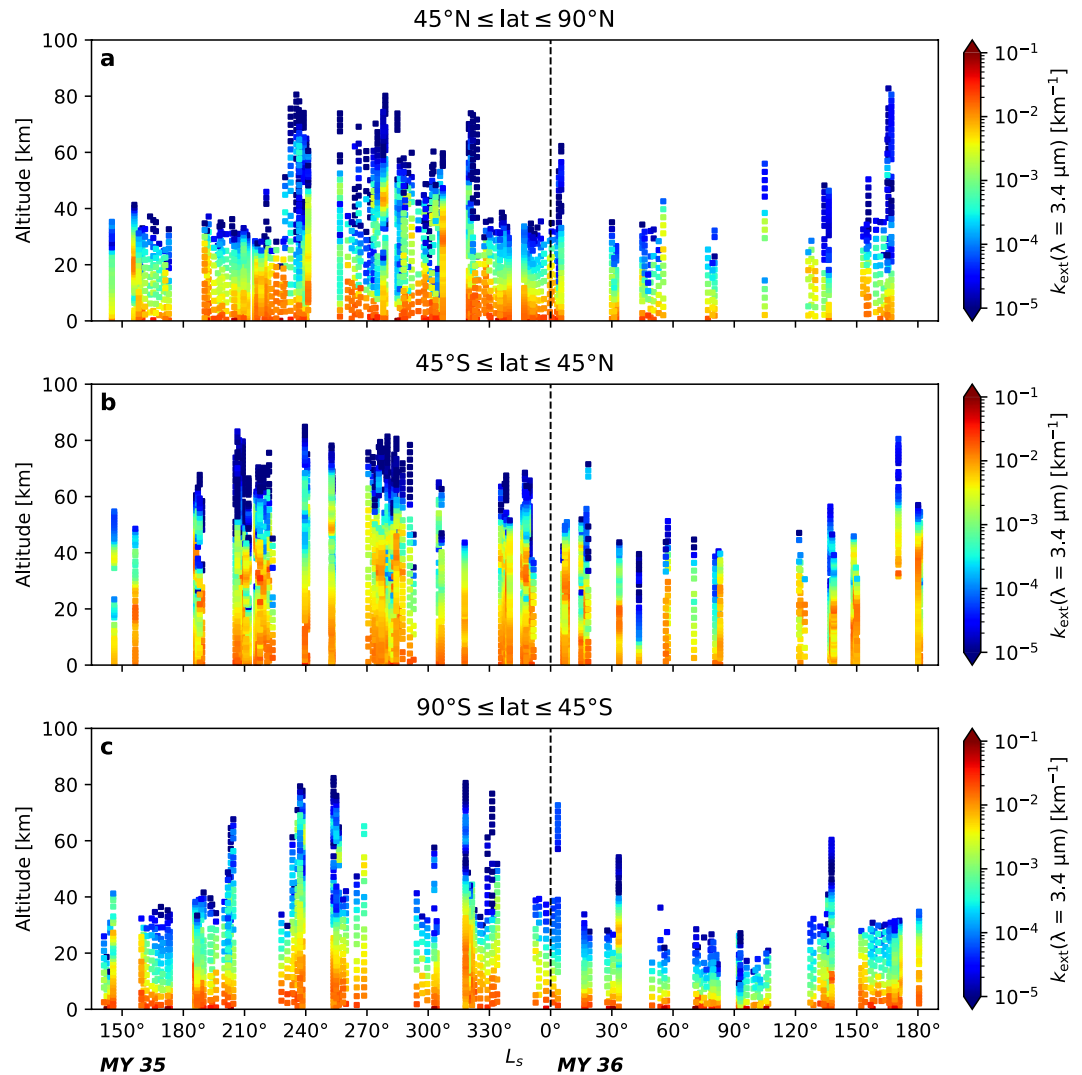 45°N ≤ lat ≤ 90°N
a
100
80
60
40
20
0
Altitude [km]
10⁻¹
10⁻²
10⁻³
10⁻⁴
10⁻⁵
k_ext(λ = 3.4 μm) [km⁻¹]
45°S ≤ lat ≤ 45°N
b
100
80
60
40
20
0
Altitude [km]
10⁻¹
10⁻²
10⁻³
10⁻⁴
10⁻⁵
k_ext(λ = 3.4 μm) [km⁻¹]
90°S ≤ lat ≤ 45°S
c
100
80
60
40
20
0
Altitude [km]
10⁻¹
10⁻²
10⁻³
10⁻⁴
10⁻⁵
k_ext(λ = 3.4 μm) [km⁻¹]
150° 180° 210° 240° 270° 300° 330° 0° 30° 60° 90° 120° 150° 180°
MY 35 L_s MY 36